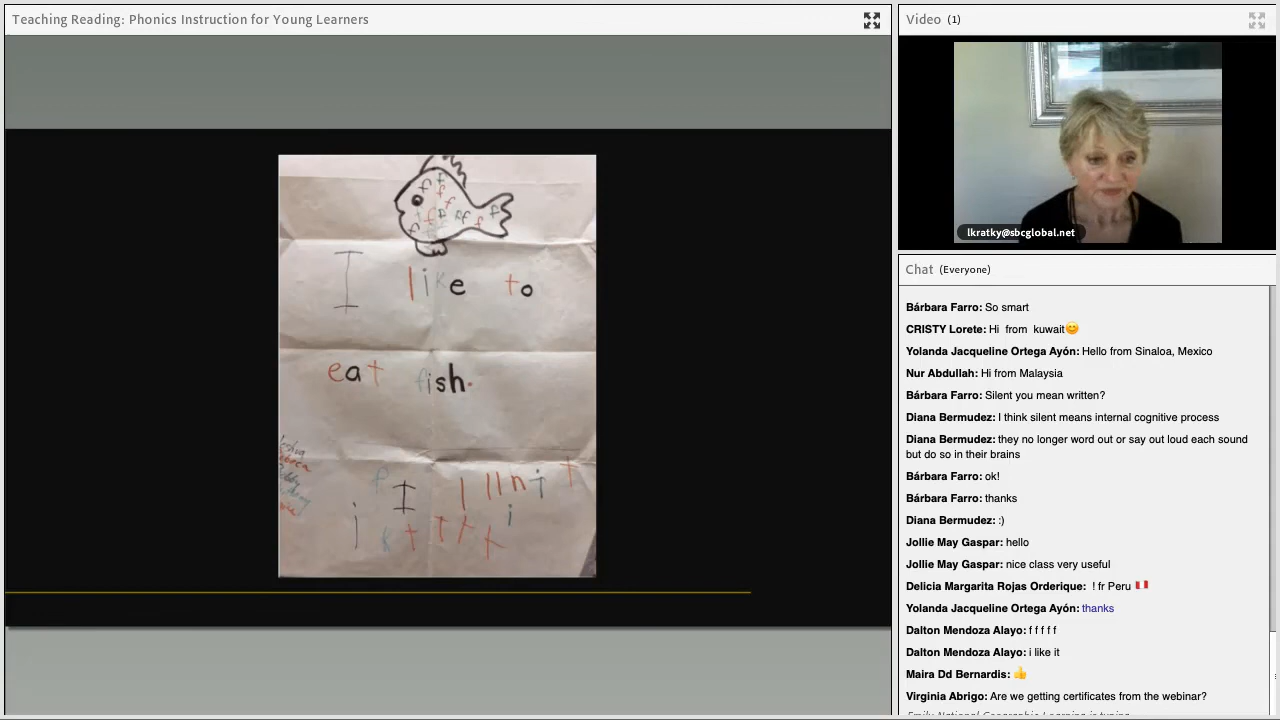 Teaching Reading: Phonics Instruction for Young Learners
f f f f f f f f f f
I like to
eat fish.
f I l l l n i t
i k t T t t i
Video (1)
lkratky@sbcglobal.net
Chat (Everyone)
Bárbara Farro: So smart
CRISTY Lorete: Hi from kuwait😊
Yolanda Jacqueline Ortega Ayón: Hello from Sinaloa, Mexico
Nur Abdullah: Hi from Malaysia
Bárbara Farro: Silent you mean written?
Diana Bermudez: I think silent means internal cognitive process
Diana Bermudez: they no longer word out or say out loud each sound
but do so in their brains
Bárbara Farro: ok!
Bárbara Farro: thanks
Diana Bermudez: :)
Jollie May Gaspar: hello
Jollie May Gaspar: nice class very useful
Delicia Margarita Rojas Orderique: ! fr Peru 🇵🇪
Yolanda Jacqueline Ortega Ayón: thanks
Dalton Mendoza Alayo: f f f f f
Dalton Mendoza Alayo: i like it
Maira Dd Bernardis: 👍
Virginia Abrigo: Are we getting certificates from the webinar?
Emily National Geographic Learning is typing